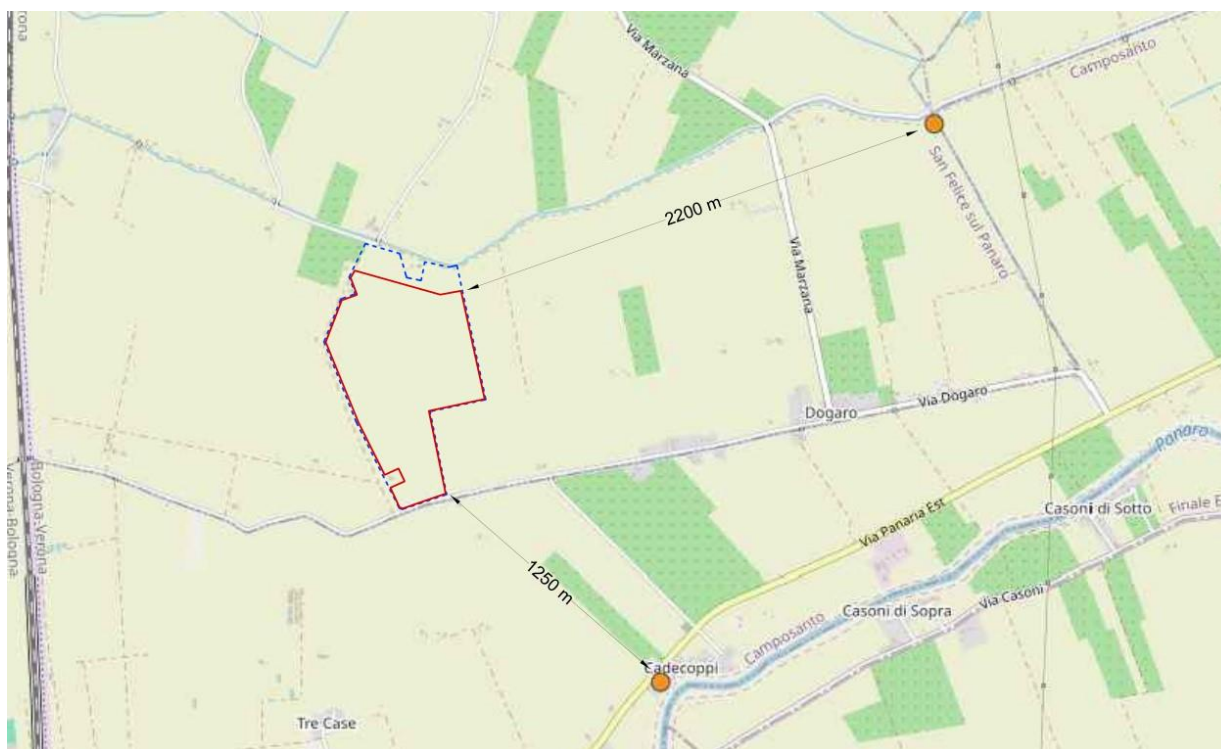 Verona
Via Marzana
Camposanto
San Felice sul Panaro
2200 m
Via Marzana
Dogaro
Via Dogaro
Panaro
Bologna-Verona
Verona-Bologna
Casoni di Sotto
Finale E
Via Panaria Est
1250 m
Casoni di Sopra
Via Casoni
Camposanto
Cadecoppi
Tre Case